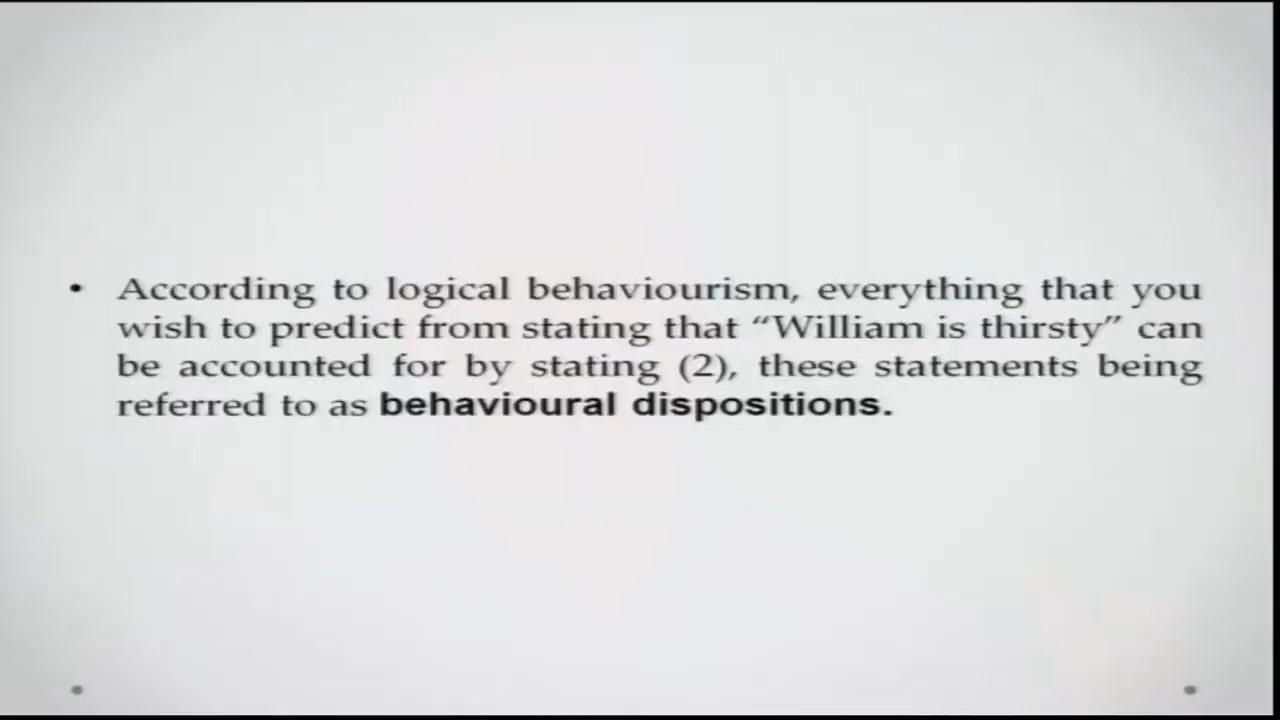 • According to logical behaviourism, everything that you
wish to predict from stating that “William is thirsty” can
be accounted for by stating (2), these statements being
referred to as behavioural dispositions.